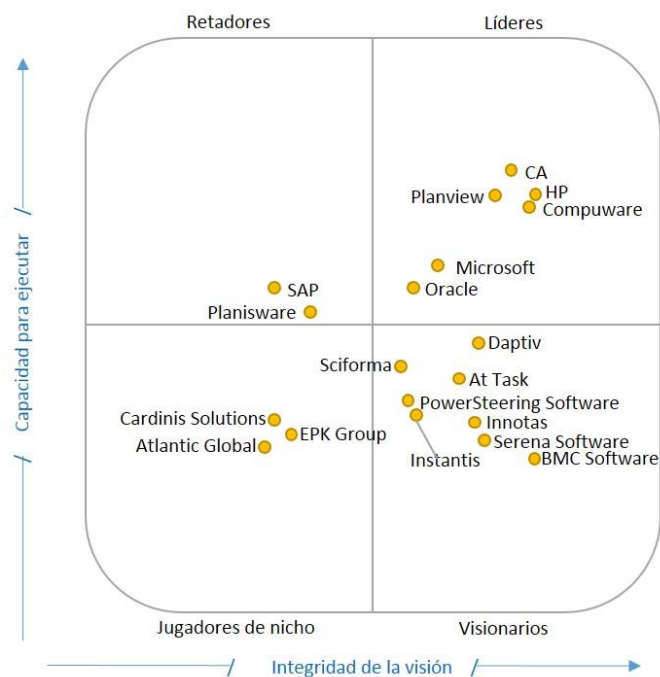 Retadores
Líderes
CA
Planview
HP
Compuware
Microsoft
SAP
Oracle
Planisware
Daptiv
Sciforma
At Task
PowerSteering Software
Cardinis Solutions
Innotas
EPK Group
Serena Software
Atlantic Global
Instantis
BMC Software
Jugadores de nicho
Visionarios
Capacidad para ejecutar
Integridad de la visión